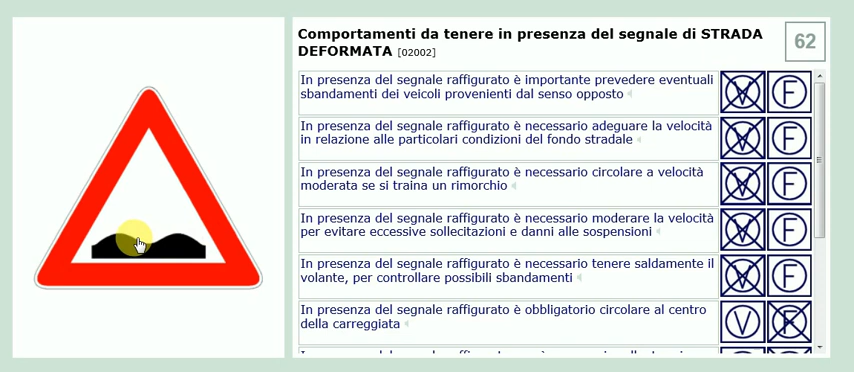 Comportamenti da tenere in presenza del segnale di STRADA
DEFORMATA [02002]
62
In presenza del segnale raffigurato è importante prevedere eventuali
sbandamenti dei veicoli provenienti dal senso opposto
V F
In presenza del segnale raffigurato è necessario adeguare la velocità
in relazione alle particolari condizioni del fondo stradale
V F
In presenza del segnale raffigurato è necessario circolare a velocità
moderata se si traina un rimorchio
V F
In presenza del segnale raffigurato è necessario moderare la velocità
per evitare eccessive sollecitazioni e danni alle sospensioni
V F
In presenza del segnale raffigurato è necessario tenere saldamente il
volante, per controllare possibili sbandamenti
V F
In presenza del segnale raffigurato è obbligatorio circolare al centro
della carreggiata
V F